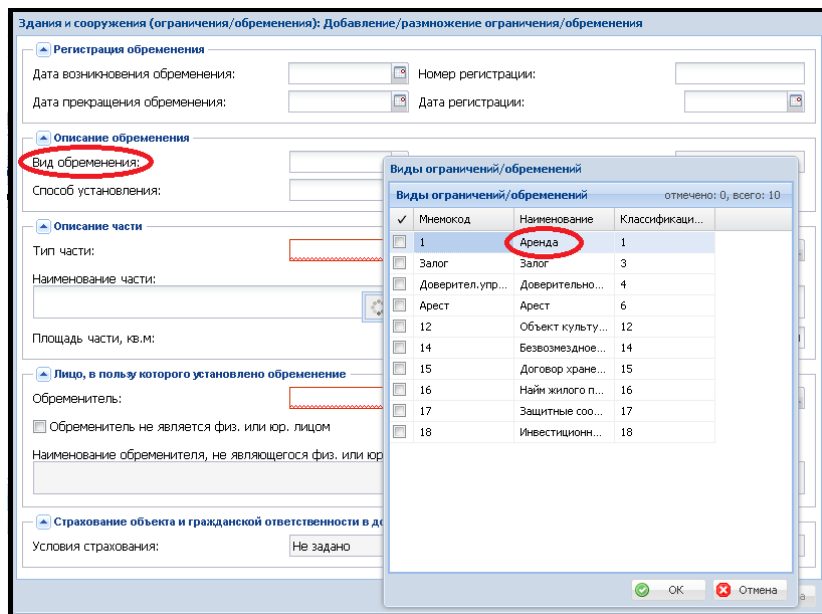 Здания и сооружения (ограничения/обременения): Добавление/размножение ограничения/обременения
Регистрация обременения
Дата возникновения обременения: Номер регистрации:
Дата прекращения обременения: Дата регистрации:
Описание обременения
Вид обременения:
Способ установления:
Описание части
Тип части:
Наименование части:
Площадь части, кв.м:
Лицо, в пользу которого установлено обременение
Обременитель:
Обременитель не является физ. или юр. лицом
Наименование обременителя, не являющегося физ. или юр
Страхование объекта и гражданской ответственности в до
Условия страхования: Не задано
Виды ограничений/обременений
Виды ограничений/обременений отмечено: 0, всего: 10
✓ Мнемокод Наименование Классификаци...
1 Аренда 1
Залог Залог 3
Доверител.упр... Доверительно... 4
Арест Арест 6
12 Объект культу... 12
14 Безвозмездное... 14
15 Договор хране... 15
16 Найм жилого п... 16
17 Защитные соо... 17
18 Инвестиционн... 18
ОК Отмена